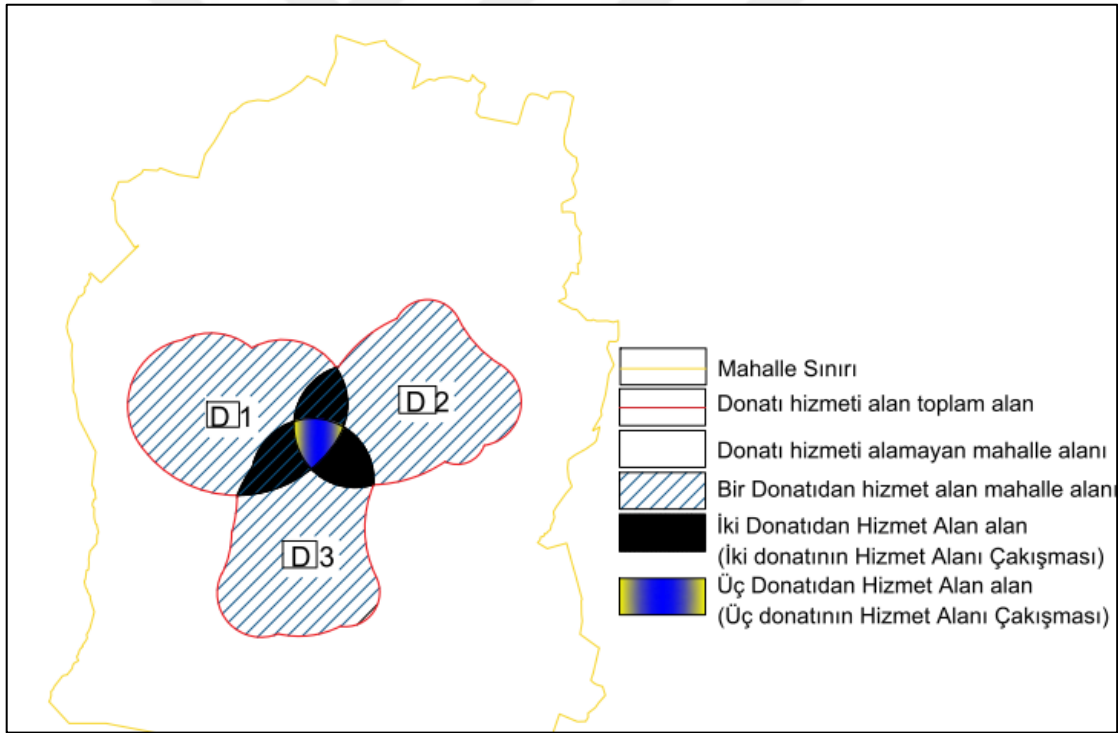 D 1
D 2
D 3
Mahalle Sınırı
Donatı hizmeti alan toplam alan
Donatı hizmeti alamayan mahalle alanı
Bir Donatıdan hizmet alan mahalle alanı
İki Donatıdan Hizmet Alan alan
(İki donatının Hizmet Alanı Çakışması)
Üç Donatıdan Hizmet Alan alan
(Üç donatının Hizmet Alanı Çakışması)